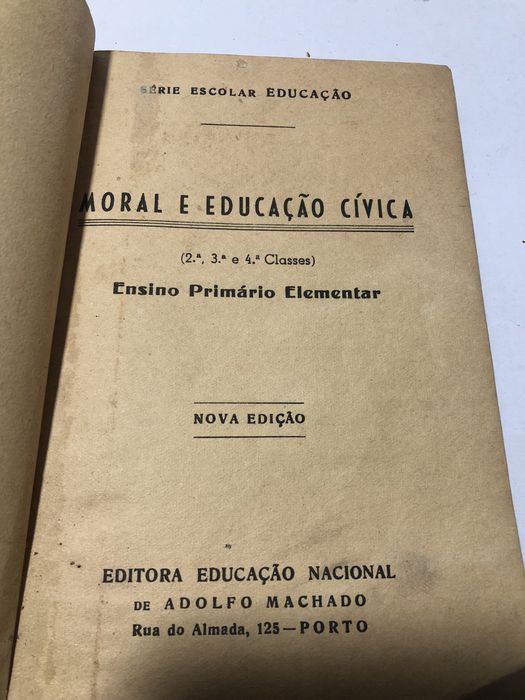 SÉRIE ESCOLAR EDUCAÇÃO
MORAL E EDUCAÇÃO CÍVICA
(2.ª, 3.ª e 4.ª Classes)
Ensino Primário Elementar
NOVA EDIÇÃO
EDITORA EDUCAÇÃO NACIONAL
DE ADOLFO MACHADO
Rua do Almada, 125—PORTO